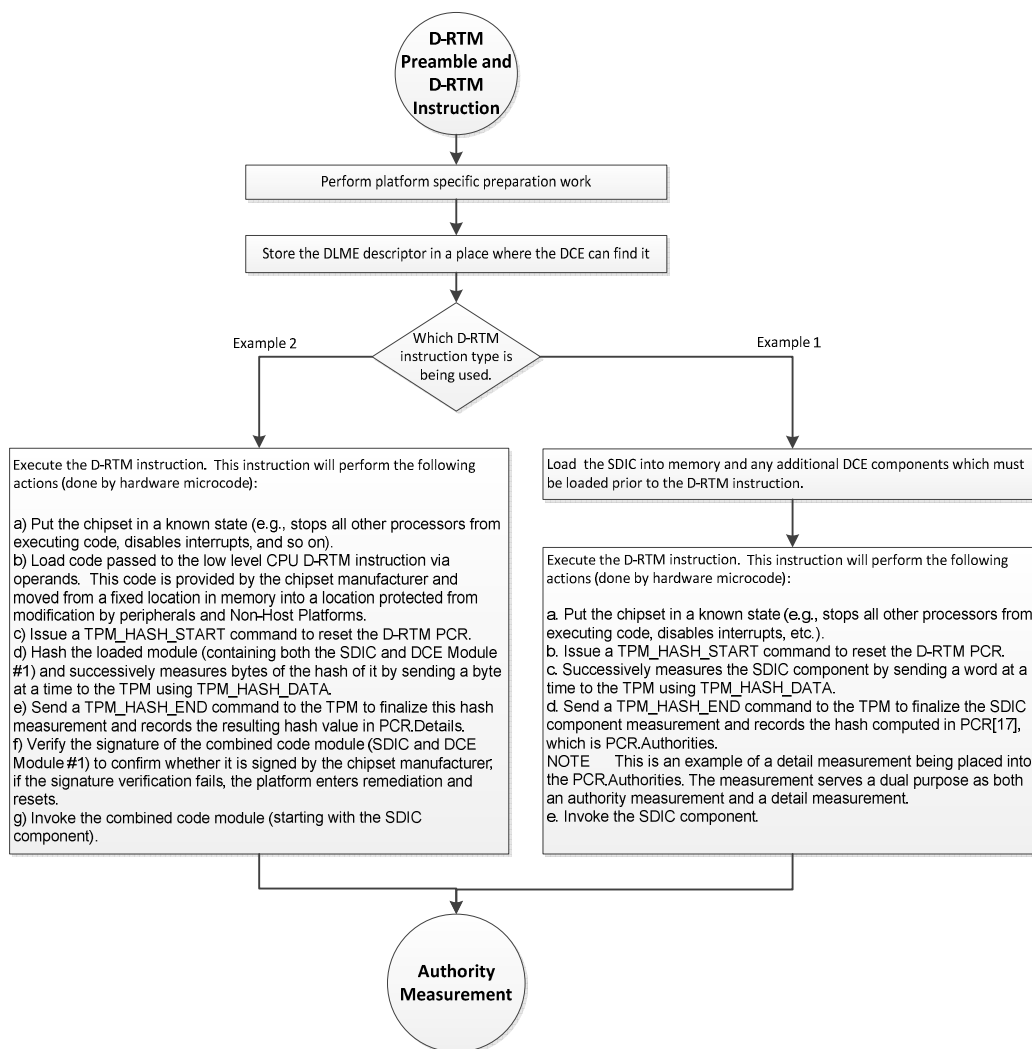 D-RTM
Preamble and
D-RTM
Instruction
Perform platform specific preparation work
Store the DLME descriptor in a place where the DCE can find it
Which D-RTM
instruction type is
being used.
Example 2
Example 1
Execute the D-RTM instruction. This instruction will perform the following
actions (done by hardware microcode):
a) Put the chipset in a known state (e.g., stops all other processors from
executing code, disables interrupts, and so on).
b) Load code passed to the low level CPU D-RTM instruction via
operands. This code is provided by the chipset manufacturer and
moved from a fixed location in memory into a location protected from
modification by peripherals and Non-Host Platforms.
c) Issue a TPM_HASH_START command to reset the D-RTM PCR.
d) Hash the loaded module (containing both the SDIC and DCE Module
#1) and successively measures bytes of the hash of it by sending a byte
at a time to the TPM using TPM_HASH_DATA.
e) Send a TPM_HASH_END command to the TPM to finalize this hash
measurement and records the resulting hash value in PCR.Details.
f) Verify the signature of the combined code module (SDIC and DCE
Module #1) to confirm whether it is signed by the chipset manufacturer,
if the signature verification fails, the platform enters remediation and
resets.
g) Invoke the combined code module (starting with the SDIC
component).
Load the SDIC into memory and any additional DCE components which must
be loaded prior to the D-RTM instruction.
Execute the D-RTM instruction. This instruction will perform the following
actions (done by hardware microcode):
a. Put the chipset in a known state (e.g., stops all other processors from
executing code, disables interrupts, etc.).
b. Issue a TPM_HASH_START command to reset the D-RTM PCR.
c. Successively measures the SDIC component by sending a word at a
time to the TPM using TPM_HASH_DATA.
d. Send a TPM_HASH_END command to the TPM to finalize the SDIC
component measurement and records the hash computed in PCR[17],
which is PCR.Authorities.
NOTE This is an example of a detail measurement being placed into
the PCR.Authorities. The measurement serves a dual purpose as both
an authority measurement and a detail measurement.
e. Invoke the SDIC component.
Authority
Measurement